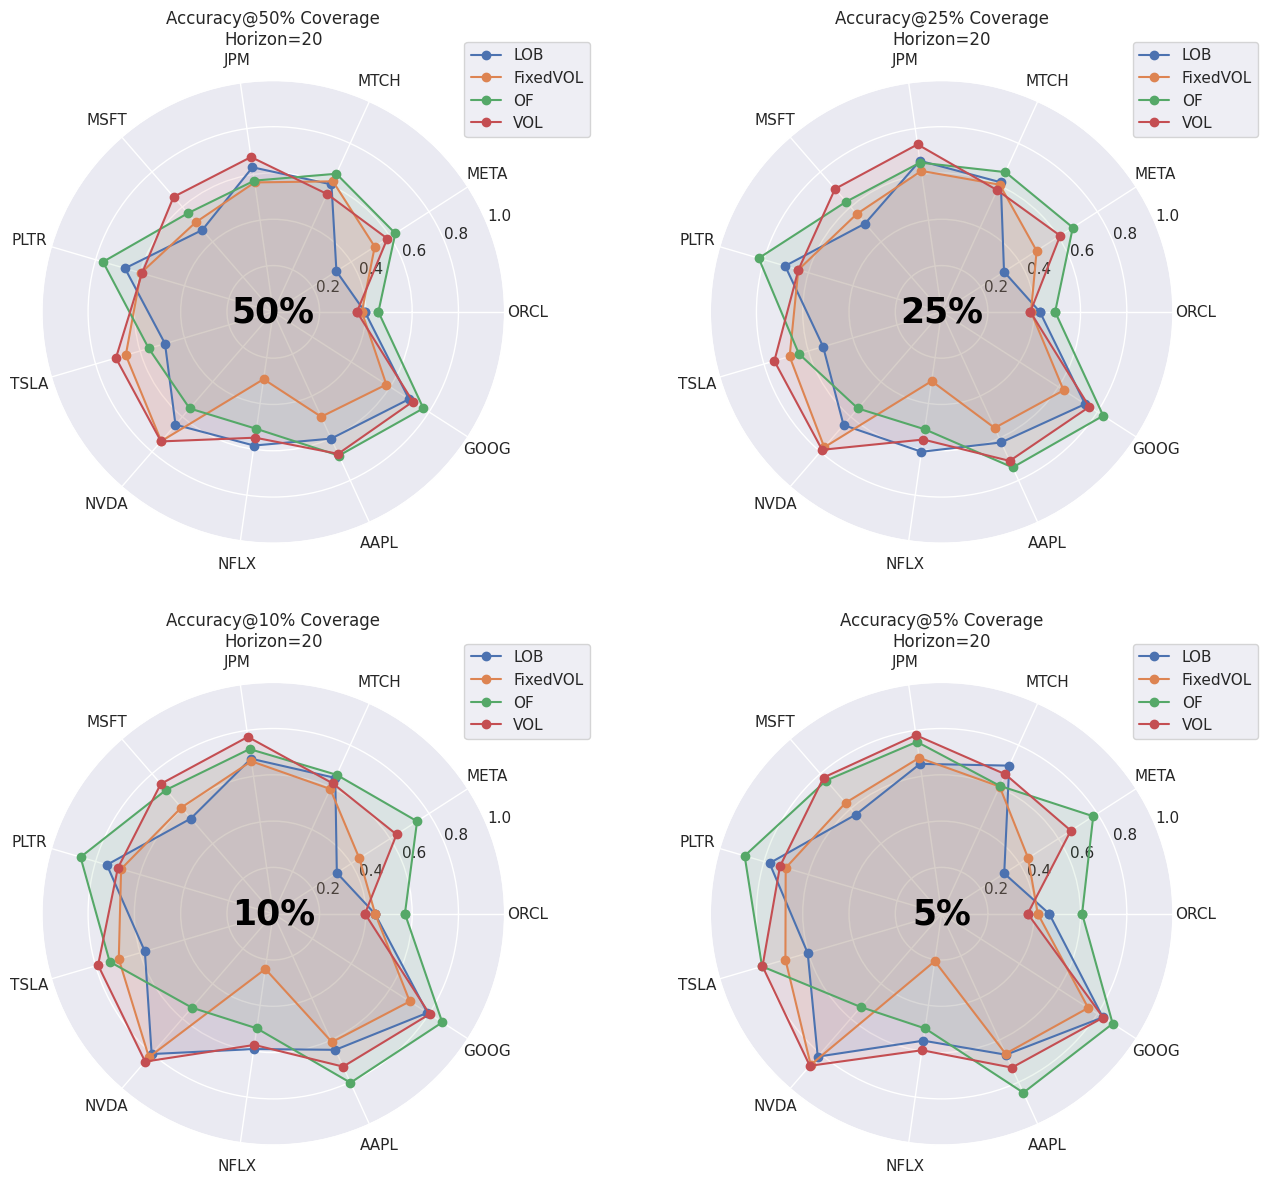 Accuracy@50% Coverage
Horizon=20
LOB
FixedVOL
OF
VOL
JPM
MTCH
META
ORCL
GOOG
AAPL
NFLX
NVDA
TSLA
PLTR
MSFT
0.2
0.4
0.6
0.8
1.0
50%
Accuracy@25% Coverage
Horizon=20
LOB
FixedVOL
OF
VOL
JPM
MTCH
META
ORCL
GOOG
AAPL
NFLX
NVDA
TSLA
PLTR
MSFT
0.2
0.4
0.6
0.8
1.0
25%
Accuracy@10% Coverage
Horizon=20
LOB
FixedVOL
OF
VOL
JPM
MTCH
META
ORCL
GOOG
AAPL
NFLX
NVDA
TSLA
PLTR
MSFT
0.2
0.4
0.6
0.8
1.0
10%
Accuracy@5% Coverage
Horizon=20
LOB
FixedVOL
OF
VOL
JPM
MTCH
META
ORCL
GOOG
AAPL
NFLX
NVDA
TSLA
PLTR
MSFT
0.2
0.4
0.6
0.8
1.0
5%